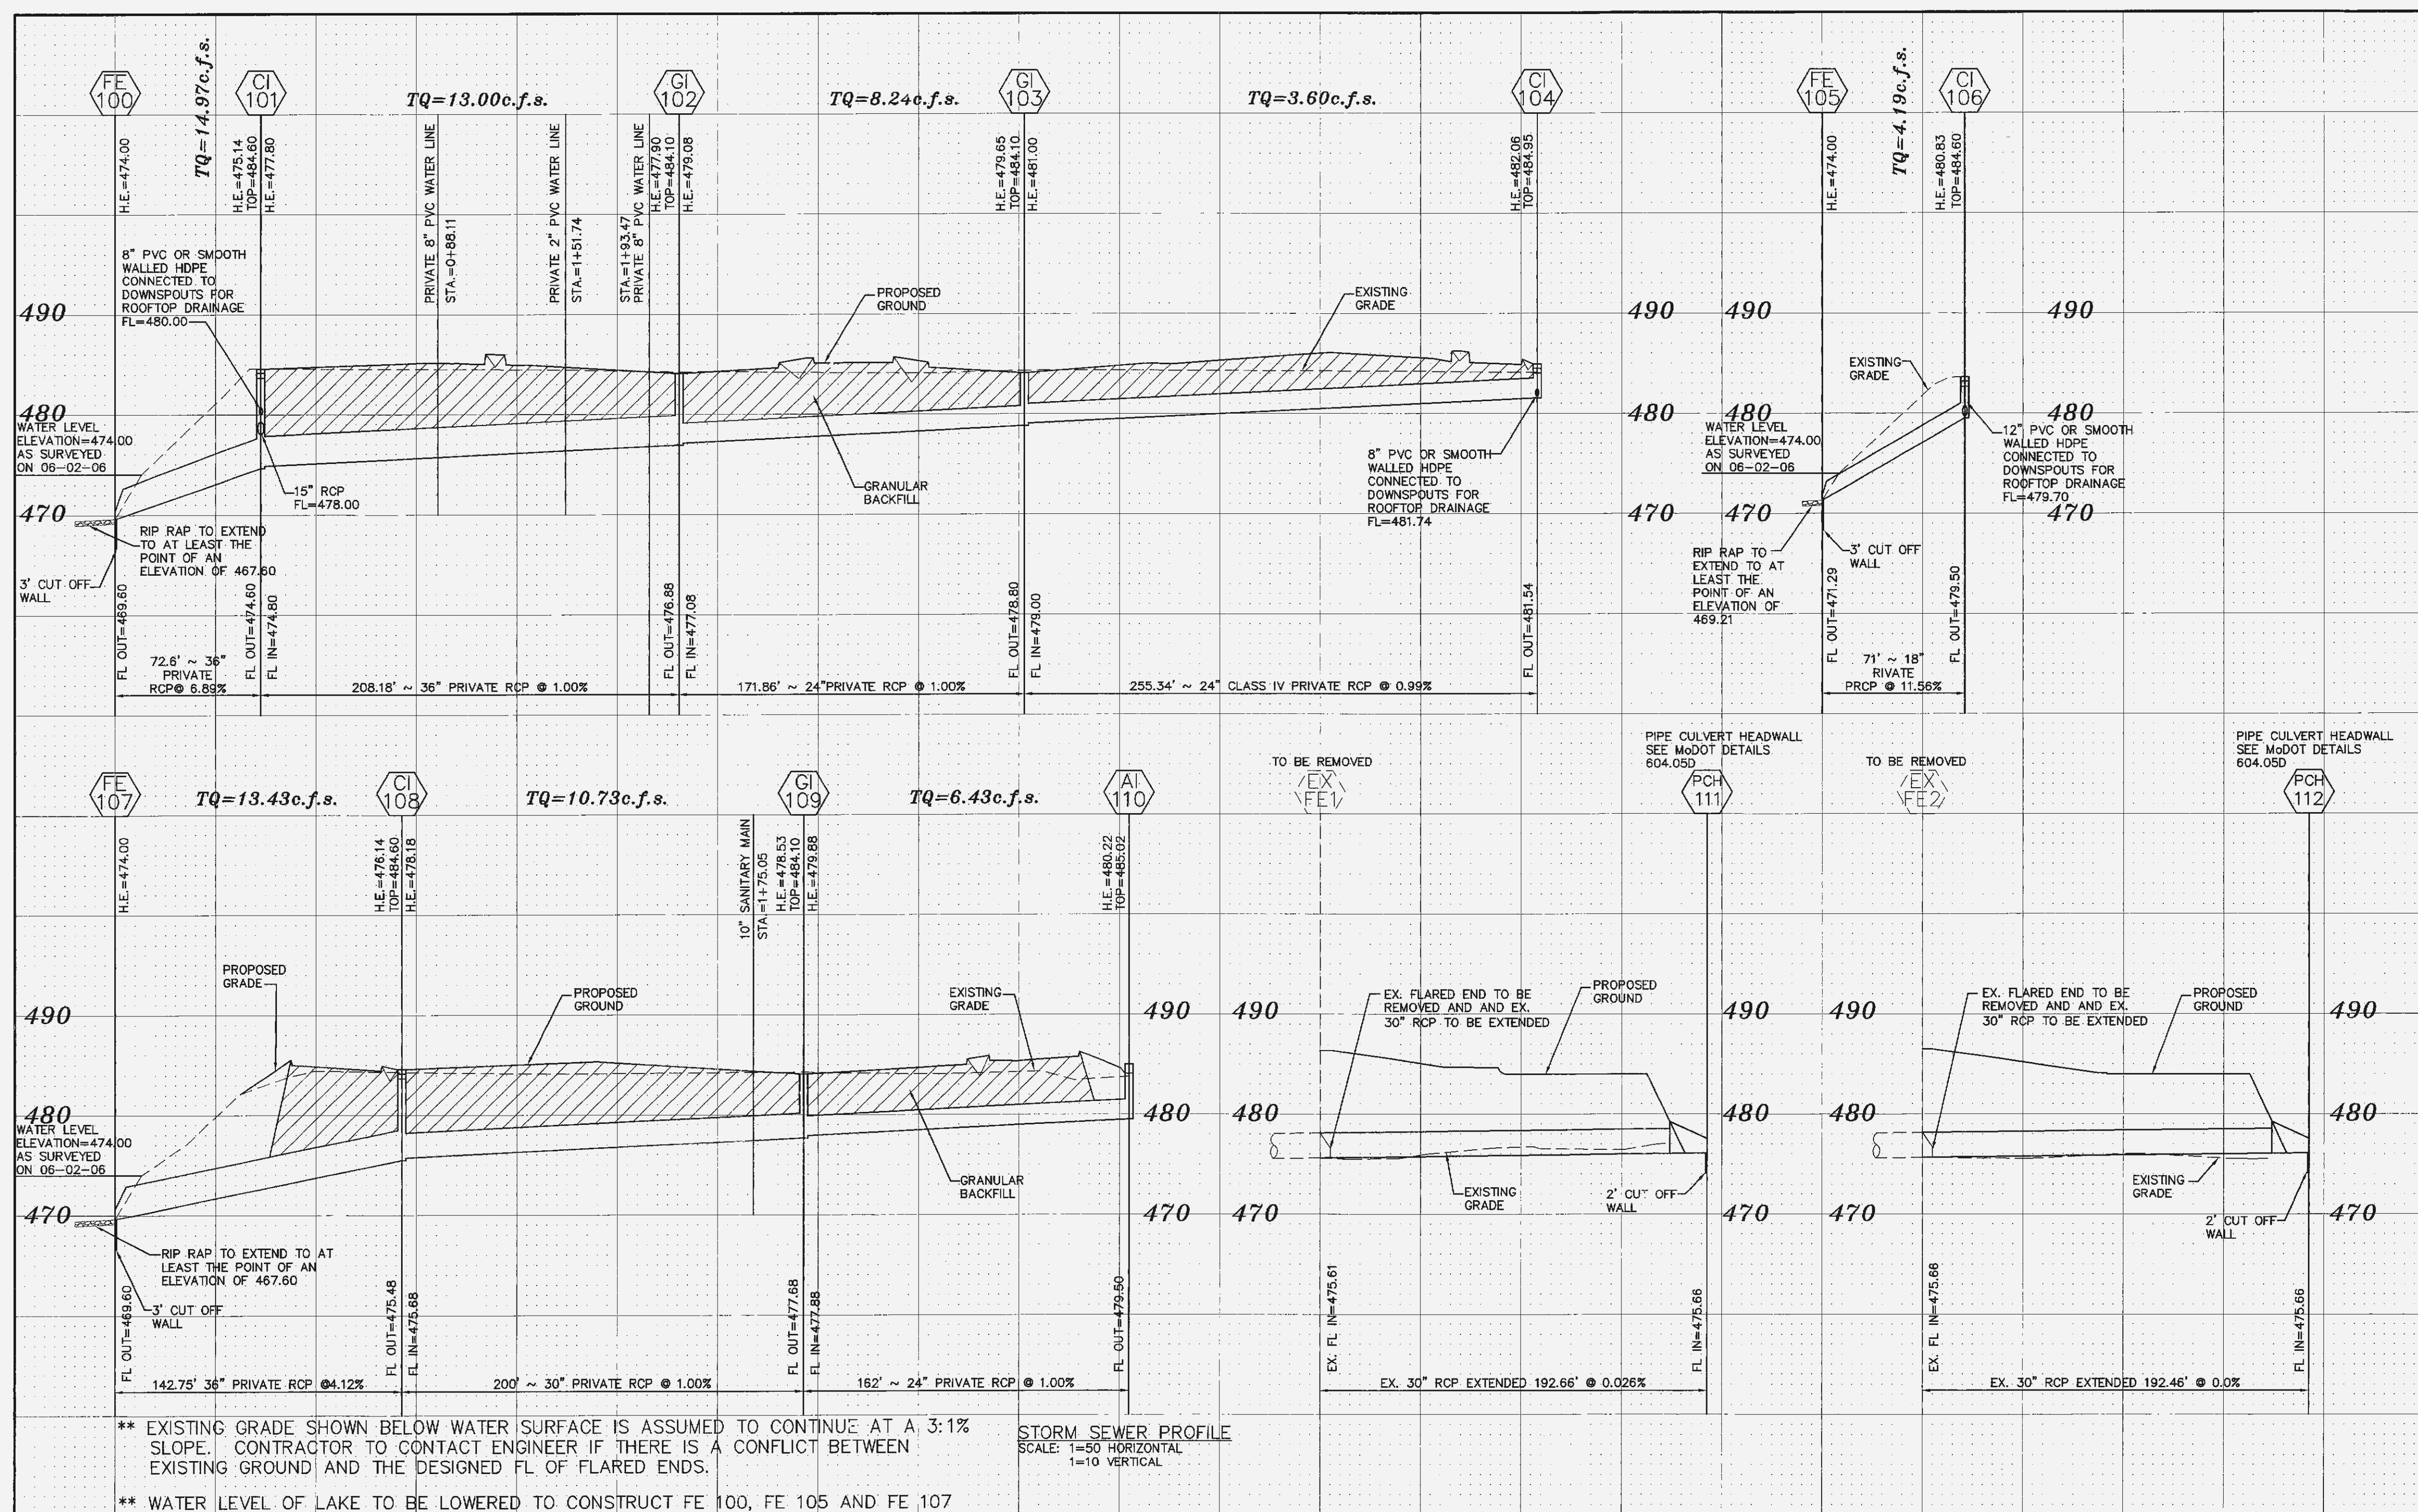 FE
100
TQ=14.97c.f.s.
CI
101
TQ=13.00c.f.s.
GI
102
TQ=8.24c.f.s.
GI
103
TQ=3.60c.f.s.
CI
104
FE
105
TQ=4.19c.f.s.
CI
106
H.E.=474.00
H.E.=475.14
TOP=484.60
H.E.=477.80
PRIVATE 8" PVC WATER LINE
STA.=0+88.11
PRIVATE 2" PVC WATER LINE
STA.=1+51.74
STA.=1+93.47
PRIVATE 8" PVC WATER LINE
H.E.=477.90
TOP=484.10
H.E.=479.08
H.E.=479.65
TOP=484.10
H.E.=481.00
H.E.=482.06
TOP=484.95
H.E.=474.00
H.E.=480.83
TOP=484.60
8" PVC OR SMOOTH
WALLED HDPE
CONNECTED TO
DOWNSPOUTS FOR
ROOFTOP DRAINAGE
FL=480.00
PROPOSED
GROUND
EXISTING
GRADE
490
490
490
490
EXISTING
GRADE
480
480
480
480
WATER LEVEL
ELEVATION=474.00
AS SURVEYED
ON 06-02-06
15" RCP
FL=478.00
GRANULAR
BACKFILL
8" PVC OR SMOOTH
WALLED HDPE
CONNECTED TO
DOWNSPOUTS FOR
ROOFTOP DRAINAGE
FL=481.74
WATER LEVEL
ELEVATION=474.00
AS SURVEYED
ON 06-02-06
12" PVC OR SMOOTH
WALLED HDPE
CONNECTED TO
DOWNSPOUTS FOR
ROOFTOP DRAINAGE
FL=479.70
470
470
470
470
RIP RAP TO EXTEND
TO AT LEAST THE
POINT OF AN
ELEVATION OF 467.60
3' CUT OFF
WALL
RIP RAP TO
EXTEND TO AT
LEAST THE
POINT OF AN
ELEVATION OF
469.21
3' CUT OFF
WALL
FL OUT=469.60
FL OUT=474.60
FL IN=474.80
FL OUT=476.88
FL IN=477.08
FL OUT=478.80
FL IN=479.00
FL OUT=481.54
FL OUT=471.29
FL OUT=479.50
72.6' ~ 36"
PRIVATE
RCP@ 6.89%
208.18' ~ 36" PRIVATE RCP @ 1.00%
171.86' ~ 24"PRIVATE RCP @ 1.00%
255.34' ~ 24" CLASS IV PRIVATE RCP @ 0.99%
71' ~ 18"
RIVATE
PRCP @ 11.56%
FE
107
TQ=13.43c.f.s.
CI
108
TQ=10.73c.f.s.
GI
109
TQ=6.43c.f.s.
AI
110
TO BE REMOVED
EX
FE1
PIPE CULVERT HEADWALL
SEE MoDOT DETAILS
604.05D
PCH
111
TO BE REMOVED
EX
FE2
PIPE CULVERT HEADWALL
SEE MoDOT DETAILS
604.05D
PCH
112
H.E.=474.00
H.E.=476.14
TOP=484.60
H.E.=478.18
10" SANITARY MAIN
STA.=1+75.05
H.E.=478.53
TOP=484.10
H.E.=479.88
H.E.=480.22
TOP=485.02
PROPOSED
GRADE
PROPOSED
GROUND
EXISTING
GRADE
EX. FLARED END TO BE
REMOVED AND AND EX.
30" RCP TO BE EXTENDED
PROPOSED
GROUND
EX. FLARED END TO BE
REMOVED AND AND EX.
30" RCP TO BE EXTENDED
PROPOSED
GROUND
490
490
490
490
490
490
480
480
480
480
480
480
WATER LEVEL
ELEVATION=474.00
AS SURVEYED
ON 06-02-06
GRANULAR
BACKFILL
EXISTING
GRADE
2' CUT OFF
WALL
EXISTING
GRADE
2' CUT OFF
WALL
470
470
470
470
470
470
RIP RAP TO EXTEND TO AT
LEAST THE POINT OF AN
ELEVATION OF 467.60
3' CUT OFF
WALL
FL OUT=469.60
FL OUT=475.48
FL IN=475.68
FL OUT=477.68
FL IN=477.88
FL OUT=479.50
EX. FL IN=475.61
FL IN=475.66
EX. FL IN=475.66
FL IN=475.66
142.75' 36" PRIVATE RCP @4.12%
200' ~ 30" PRIVATE RCP @ 1.00%
162' ~ 24" PRIVATE RCP @ 1.00%
EX. 30" RCP EXTENDED 192.66' @ 0.026%
EX. 30" RCP EXTENDED 192.46' @ 0.0%
** EXISTING GRADE SHOWN BELOW WATER SURFACE IS ASSUMED TO CONTINUE AT A 3:1%
SLOPE. CONTRACTOR TO CONTACT ENGINEER IF THERE IS A CONFLICT BETWEEN
EXISTING GROUND AND THE DESIGNED FL OF FLARED ENDS.
STORM SEWER PROFILE
SCALE: 1=50 HORIZONTAL
1=10 VERTICAL
** WATER LEVEL OF LAKE TO BE LOWERED TO CONSTRUCT FE 100, FE 105 AND FE 107